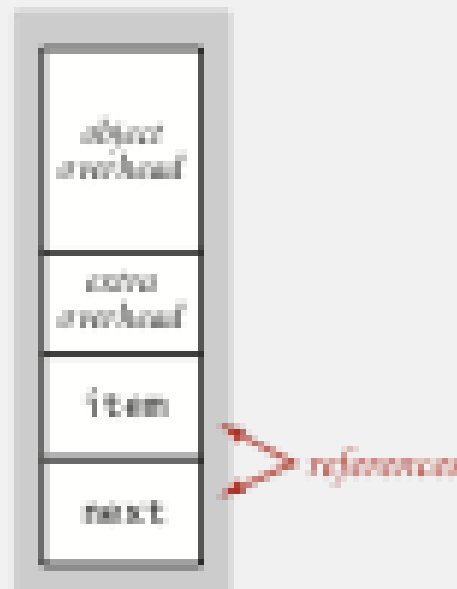 object
overhead
extra
overhead
item
next
references